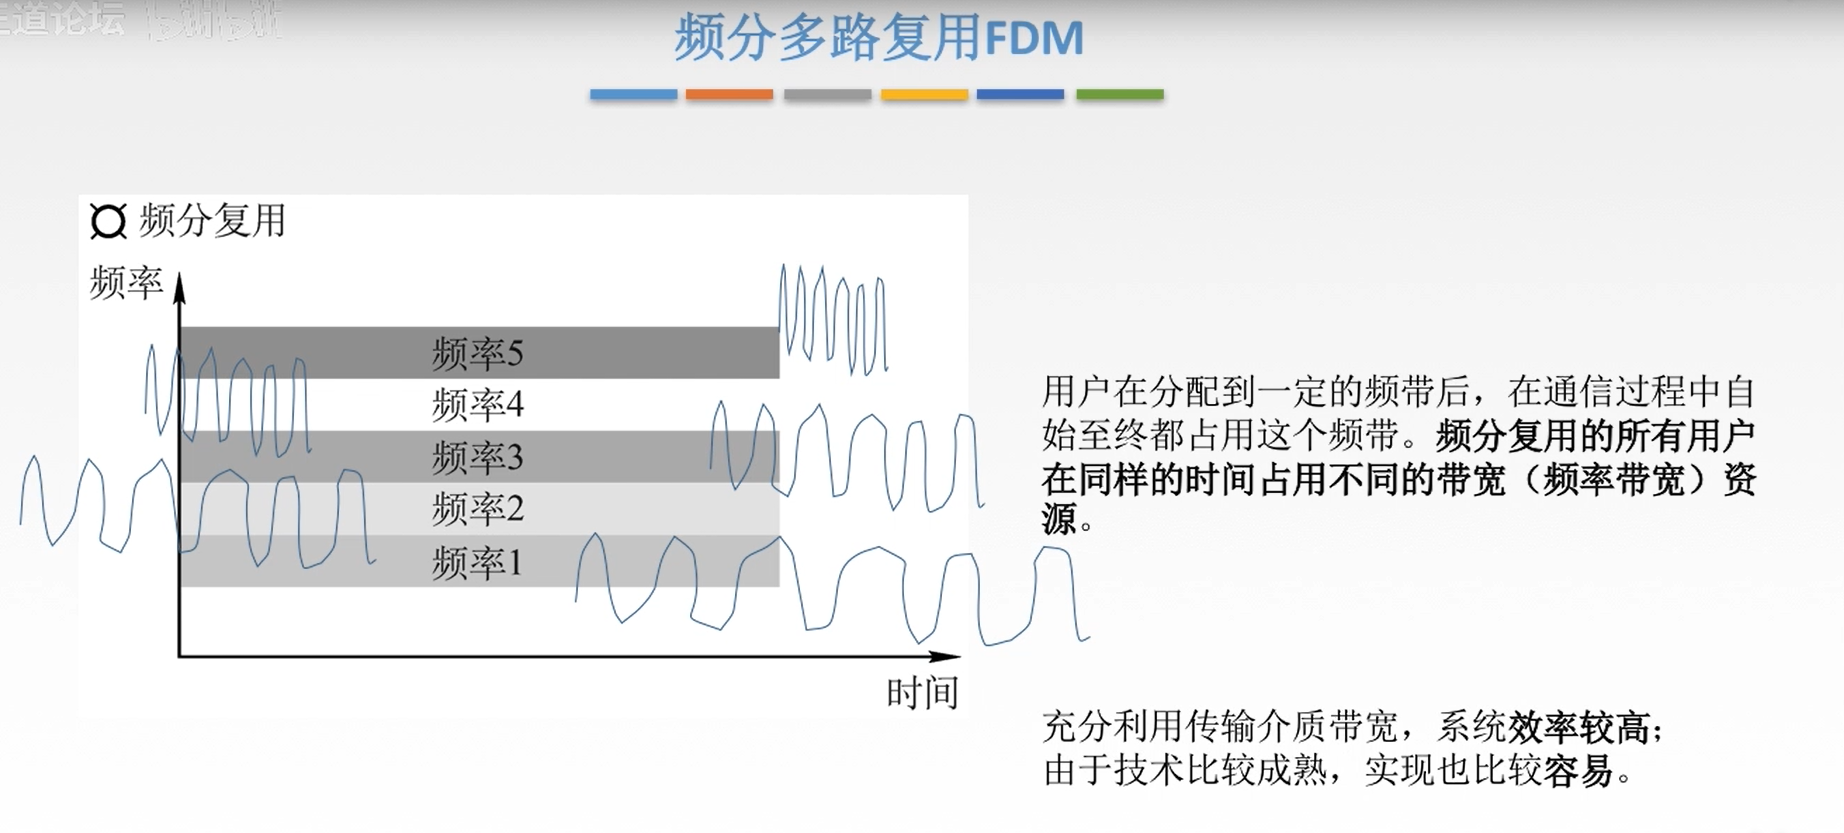 王道论坛 bilibili
频分多路复用FDM
频分复用
频率
频率5
频率4
频率3
频率2
频率1
时间
用户在分配到一定的频带后，在通信过程中自
始至终都占用这个频带。频分复用的所有用户
在同样的时间占用不同的带宽（频率带宽）资
源。
充分利用传输介质带宽，系统效率较高；
由于技术比较成熟，实现也比较容易。